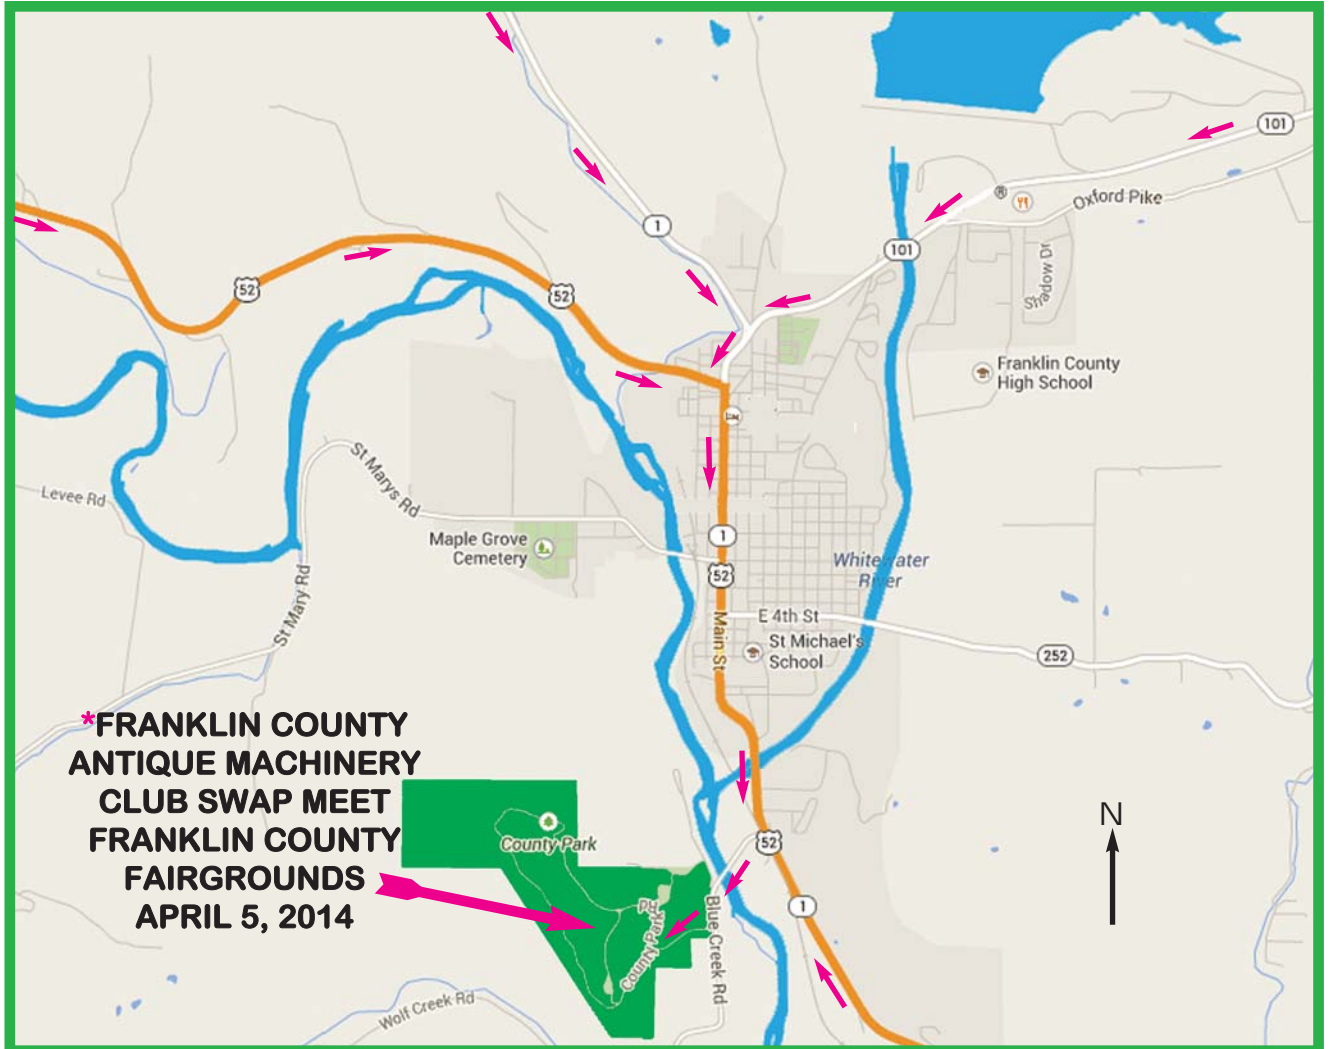 101
Oxford Pike
1
101
Shadow Dr
52
52
Franklin County
High School
St Marys Rd
Levee Rd
1
Maple Grove
Cemetery
52
Whitewater
River
St Mary Rd
Main St
E 4th St
St Michael's
School
252
*FRANKLIN COUNTY
ANTIQUE MACHINERY
CLUB SWAP MEET
FRANKLIN COUNTY
FAIRGROUNDS
APRIL 5, 2014
County Park
52
N
1
County Park
Blue Creek Rd
Wolf Creek Rd